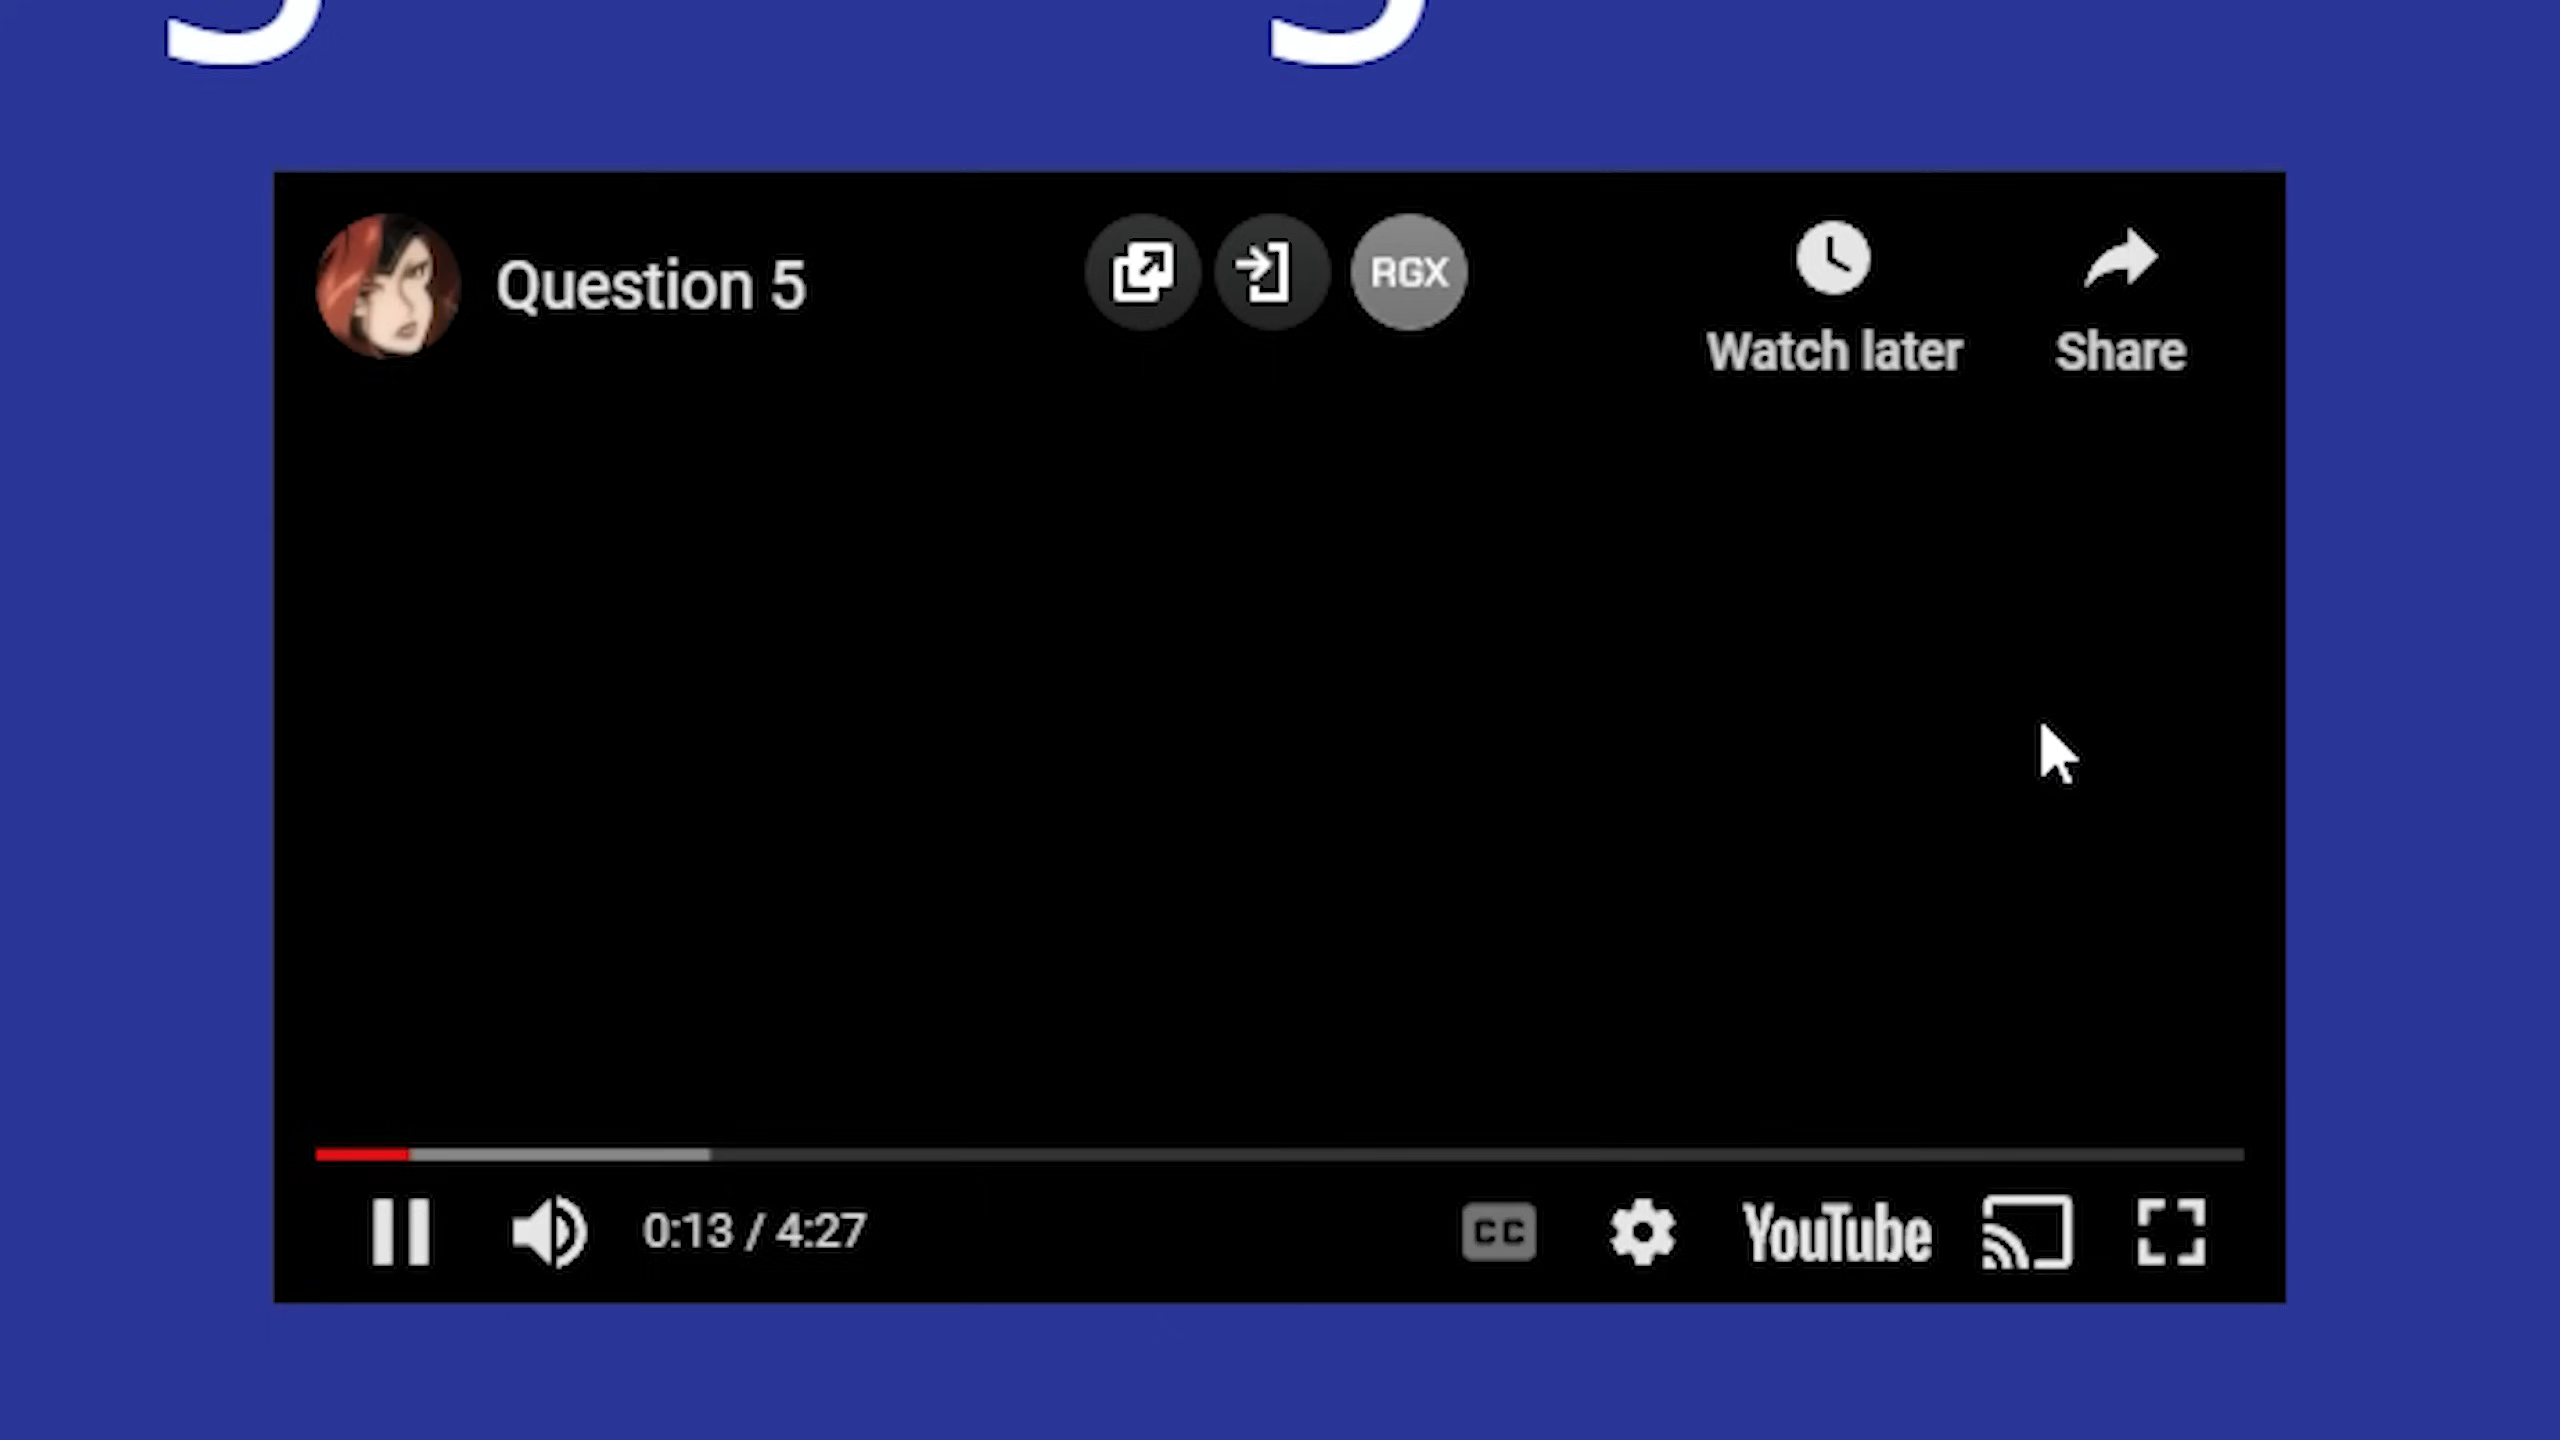 Question 5
RGX
Watch later
Share
0:13 / 4:27
CC
YouTube